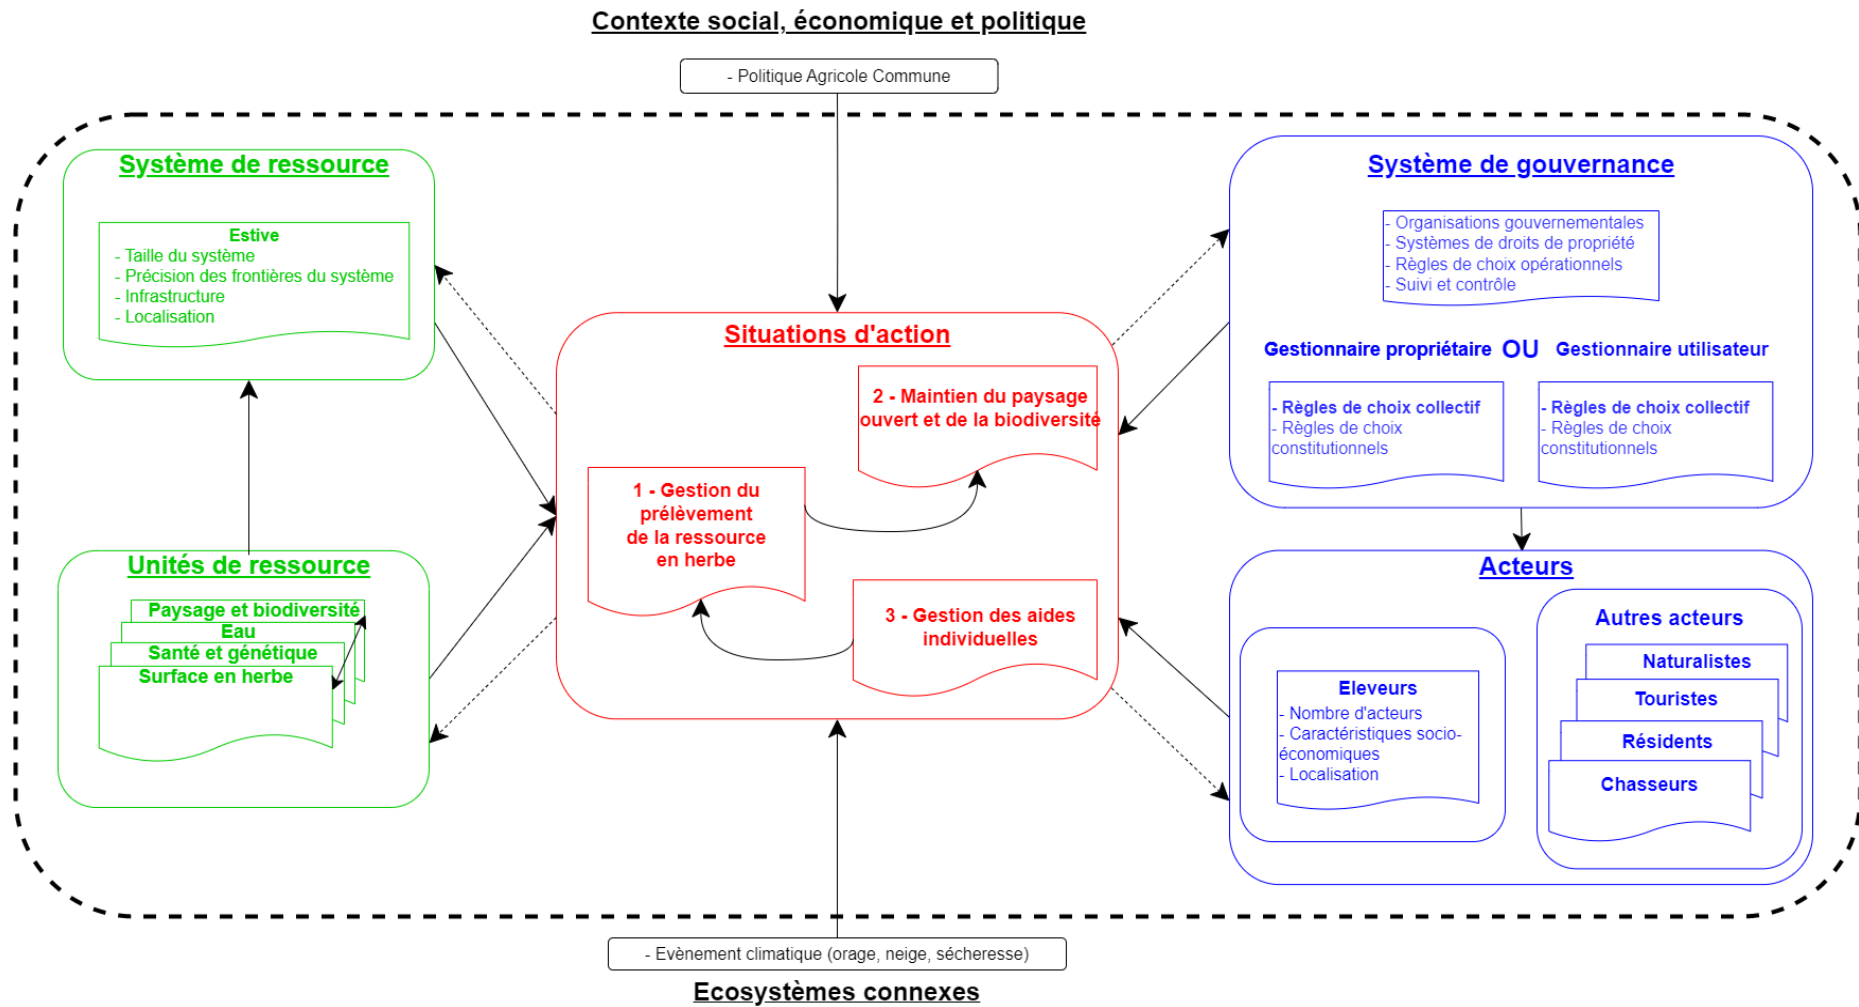 Contexte social, économique et politique
- Politique Agricole Commune
Système de ressource
Estive
- Taille du système
- Précision des frontières du système
- Infrastructure
- Localisation
Unités de ressource
Paysage et biodiversité
Eau
Santé et génétique
Surface en herbe
Situations d'action
2 - Maintien du paysage
ouvert et de la biodiversité
1 - Gestion du
prélèvement
de la ressource
en herbe
3 - Gestion des aides
individuelles
Système de gouvernance
- Organisations gouvernementales
- Systèmes de droits de propriété
- Règles de choix opérationnels
- Suivi et contrôle
Gestionnaire propriétaire OU Gestionnaire utilisateur
- Règles de choix collectif
- Règles de choix
constitutionnels
- Règles de choix collectif
- Règles de choix
constitutionnels
Acteurs
Eleveurs
- Nombre d'acteurs
- Caractéristiques socio-
économiques
- Localisation
Autres acteurs
Naturalistes
Touristes
Résidents
Chasseurs
- Evènement climatique (orage, neige, sécheresse)
Ecosystèmes connexes